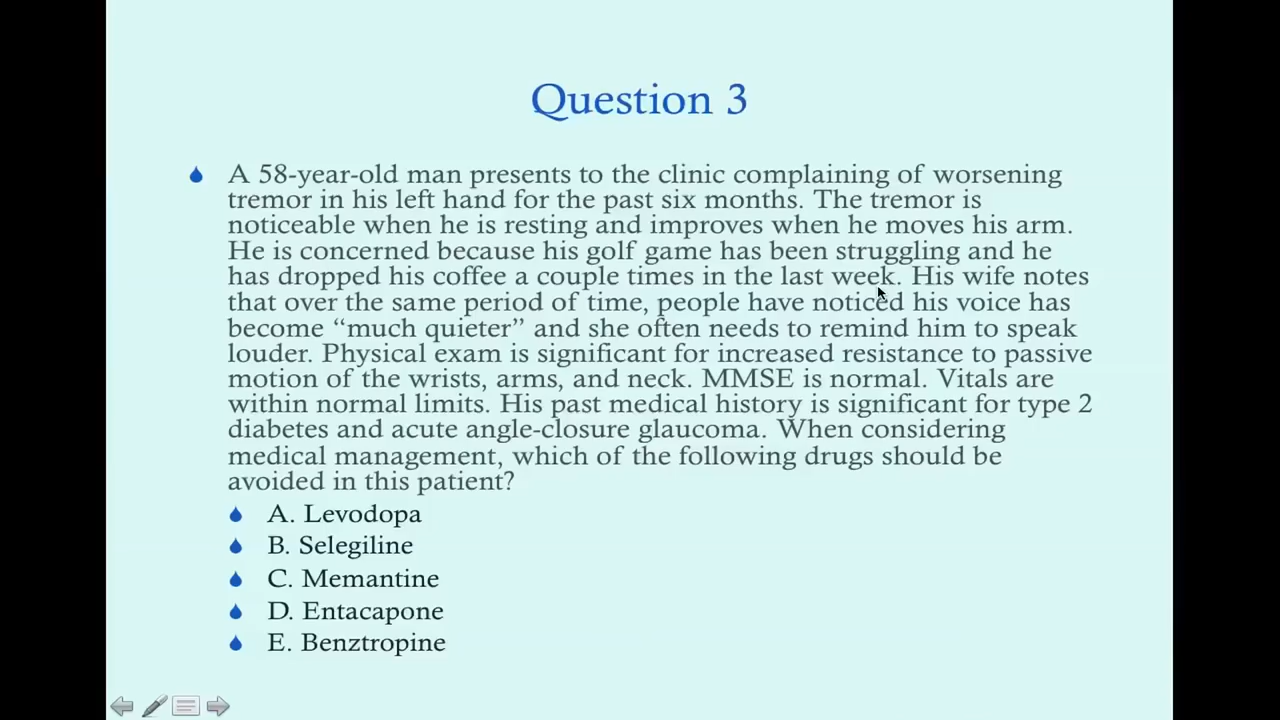 Question 3
A 58-year-old man presents to the clinic complaining of worsening
tremor in his left hand for the past six months. The tremor is
noticeable when he is resting and improves when he moves his arm.
He is concerned because his golf game has been struggling and he
has dropped his coffee a couple times in the last week. His wife notes
that over the same period of time, people have noticed his voice has
become “much quieter” and she often needs to remind him to speak
louder. Physical exam is significant for increased resistance to passive
motion of the wrists, arms, and neck. MMSE is normal. Vitals are
within normal limits. His past medical history is significant for type 2
diabetes and acute angle-closure glaucoma. When considering
medical management, which of the following drugs should be
avoided in this patient?
A. Levodopa
B. Selegiline
C. Memantine
D. Entacapone
E. Benztropine